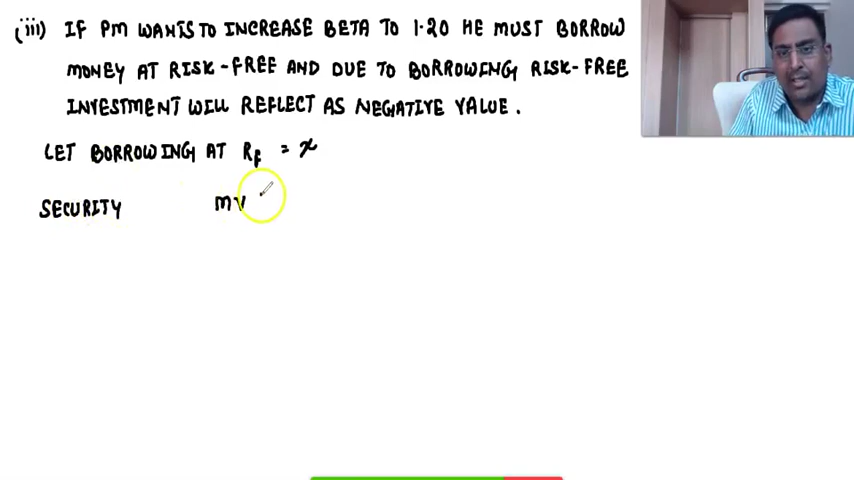 (iii) IF PM WANTS TO INCREASE BETA TO 1.20 HE MUST BORROW
MONEY AT RISK-FREE AND DUE TO BORROWING RISK-FREE
INVESTMENT WILL REFLECT AS NEGATIVE VALUE.
LET BORROWING AT Rf = x
SECURITY MV